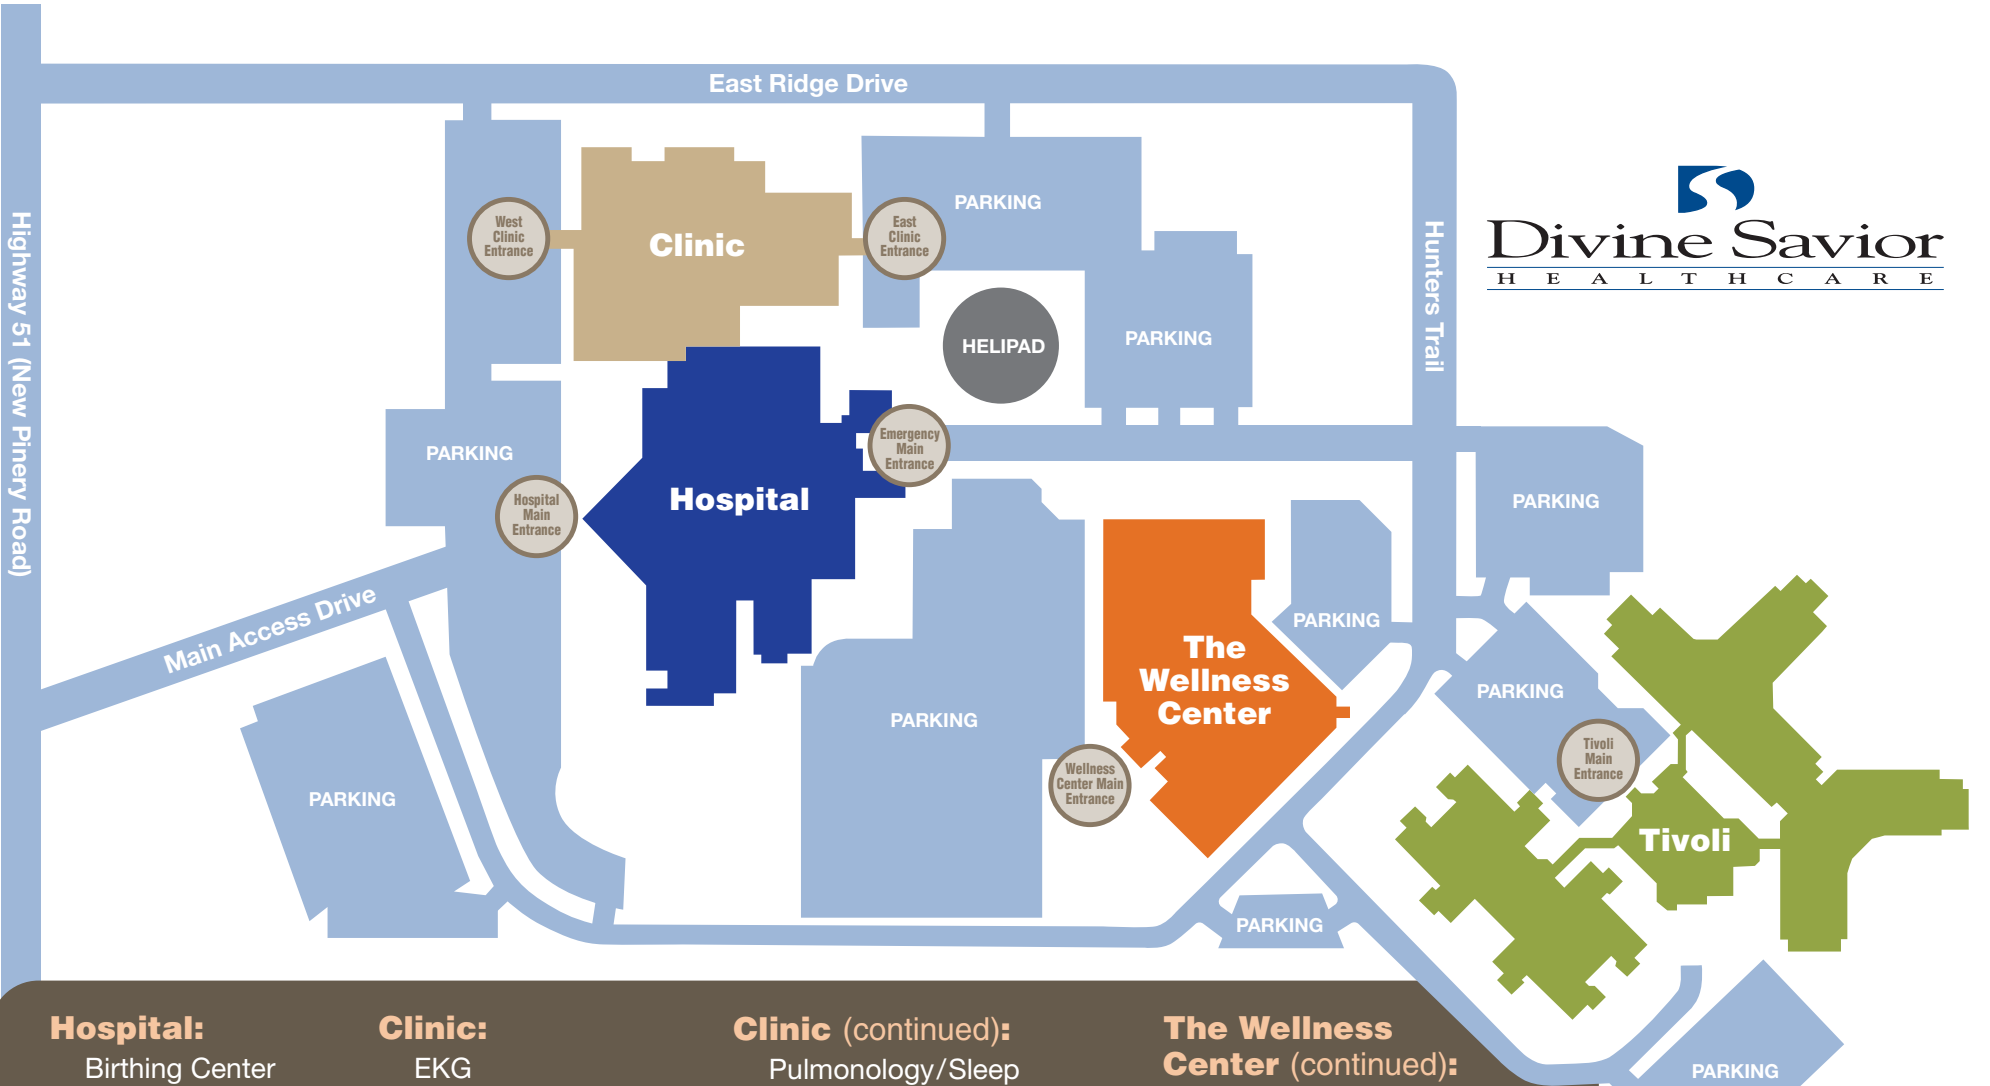 East Ridge Drive
Highway 51 (New Pinery Road)
Hunters Trail
Divine Savior
HEALTHCARE
West
Clinic
Entrance
Clinic
East
Clinic
Entrance
PARKING
HELIPAD
PARKING
PARKING
Emergency
Main
Entrance
Hospital
Main
Entrance
Hospital
PARKING
Main Access Drive
PARKING
The
Wellness
Center
PARKING
PARKING
PARKING
Wellness
Center Main
Entrance
Tivoli
Main
Entrance
Tivoli
PARKING
PARKING
PARKING
Hospital:
Birthing Center
Clinic:
EKG
Clinic (continued):
Pulmonology/Sleep
The Wellness
Center (continued):